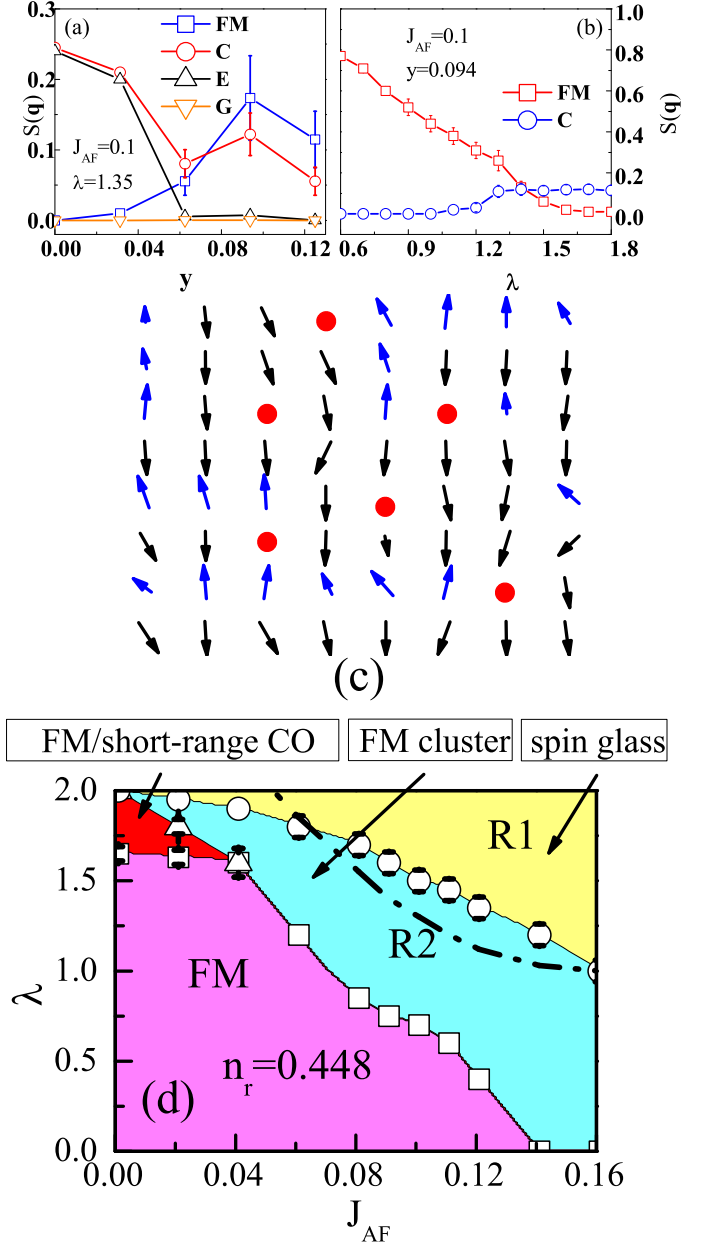 (a)
FM
C
E
G
J_AF=0.1
λ=1.35
S(q)
0.3
0.2
0.1
0.0
0.00 0.04 0.08 0.12
y
(b)
J_AF=0.1
y=0.094
FM
C
S(q)
1.0
0.8
0.6
0.4
0.2
0.0
0.6 0.9 1.2 1.5 1.8
λ
(c)
FM/short-range CO
FM cluster
spin glass
R1
R2
FM
n_r=0.448
(d)
λ
2.0
1.5
1.0
0.5
0.0
0.00 0.04 0.08 0.12 0.16
J_AF